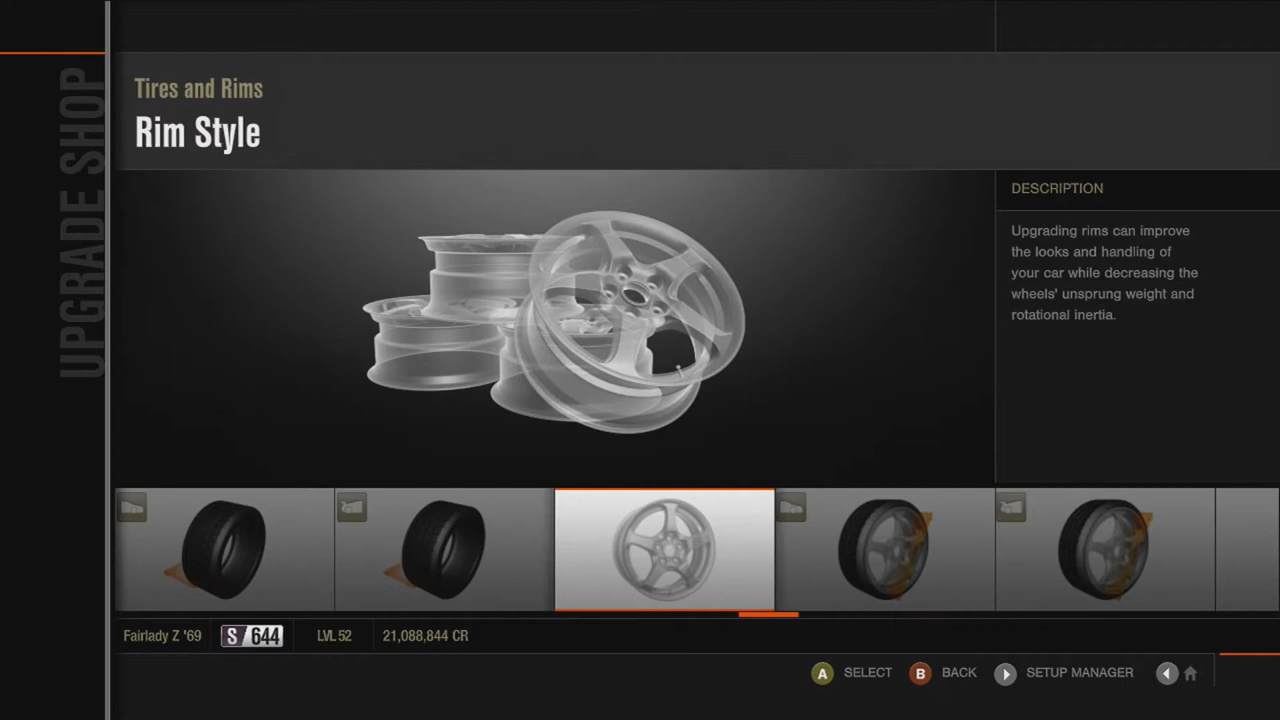 UPGRADE SHOP
Tires and Rims
Rim Style
DESCRIPTION
Upgrading rims can improve
the looks and handling of
your car while decreasing the
wheels' unsprung weight and
rotational inertia.
Fairlady Z '69 S 644 LVL 52 21,088,844 CR
A SELECT B BACK SETUP MANAGER